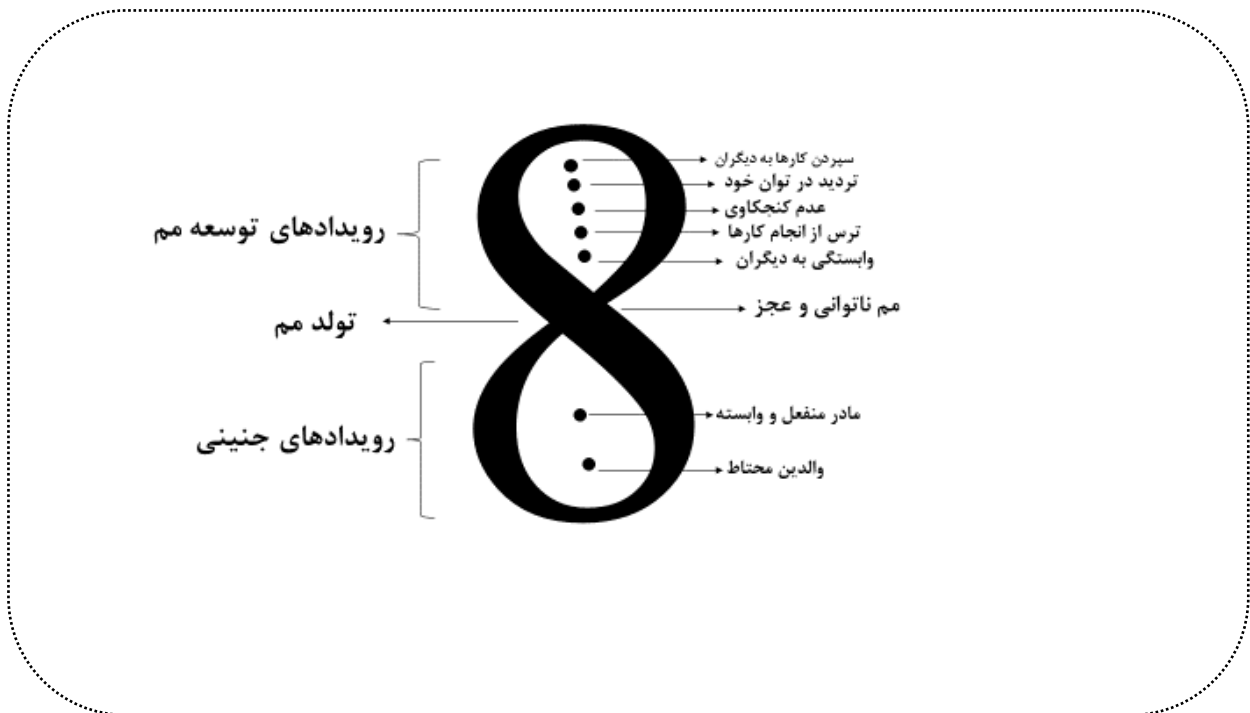 سپردن کارها به دیگران
تردید در توان خود
عدم کنجکاوی
ترس از انجام کارها
وابستگی به دیگران
رویدادهای توسعه مم
مم ناتوانی و عجز
تولد مم
مادر منفعل و وابسته
رویدادهای جنینی
والدین محتاط
8